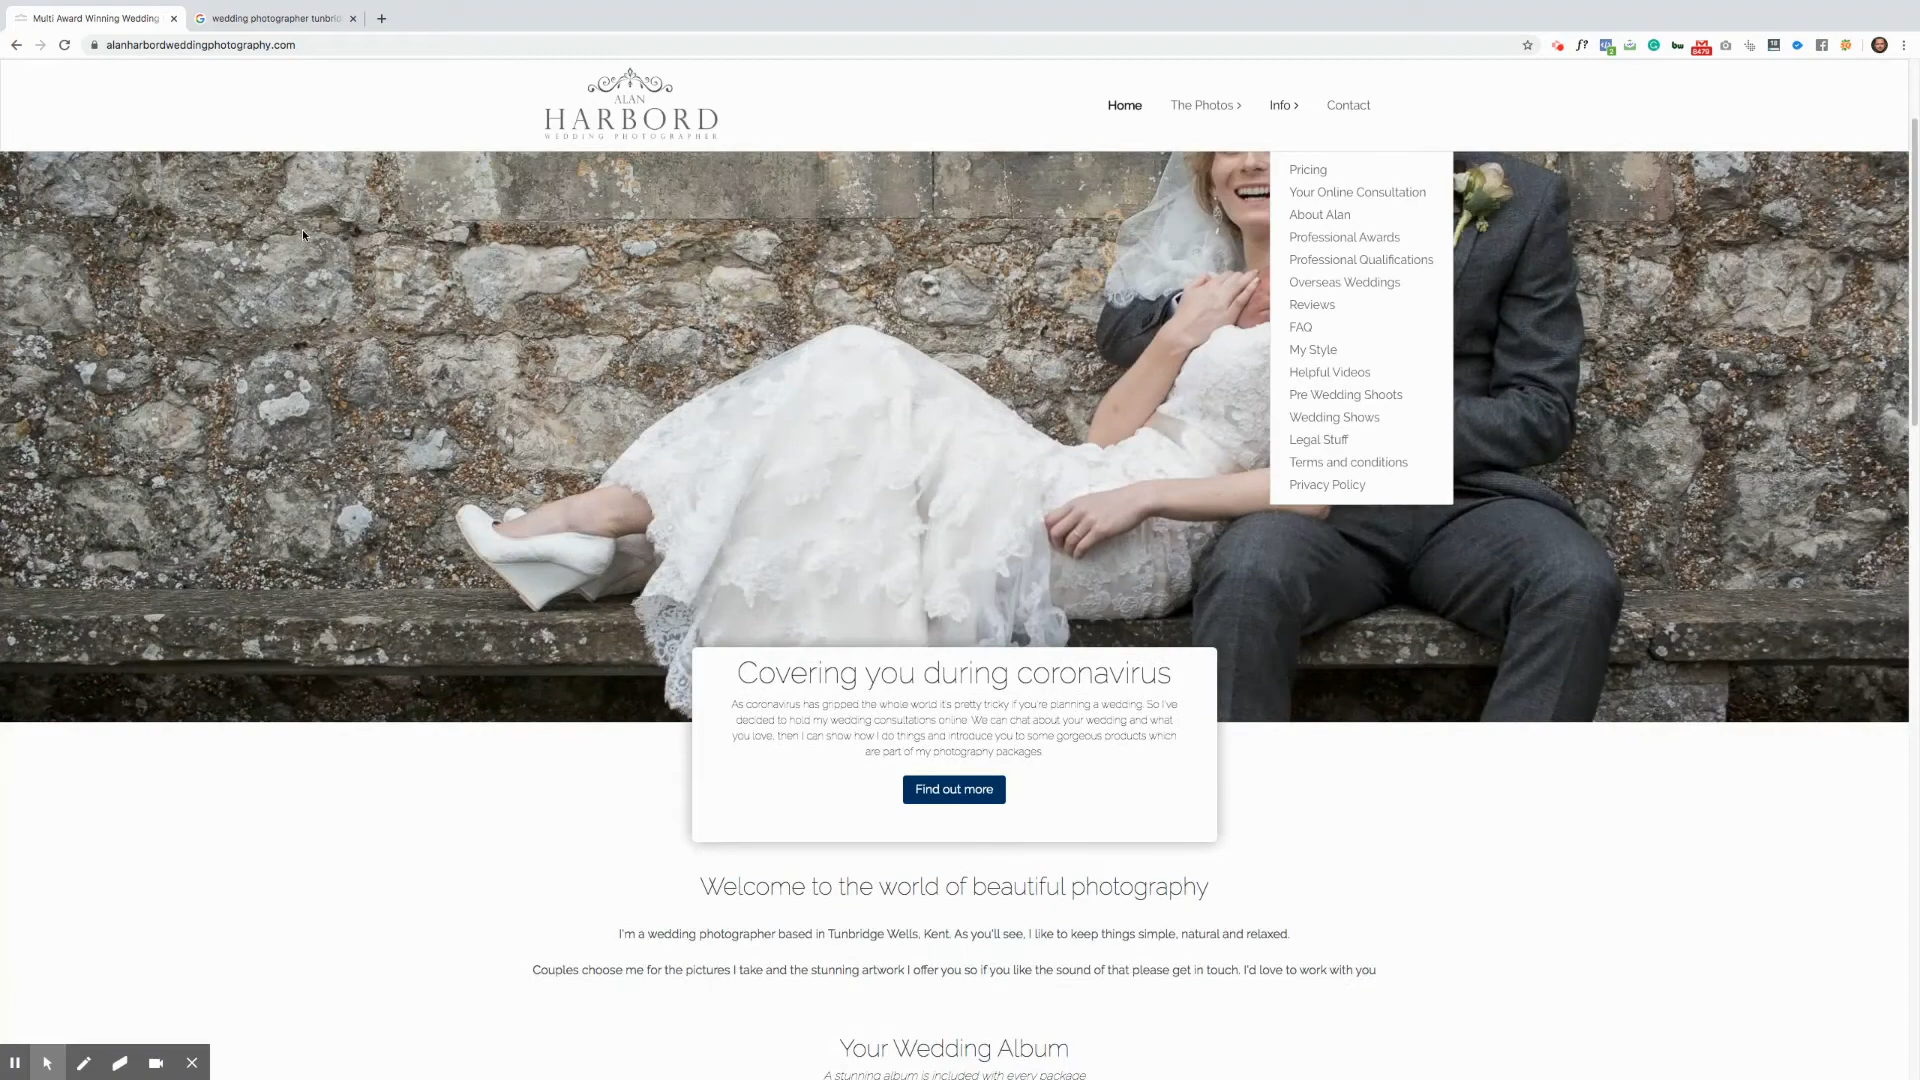 Multi Award Winning Wedding
wedding photographer tunbrid
alanharbordweddingphotography.com
f?
2
bw
8479
18
ALAN
HARBORD
WEDDING PHOTOGRAPHER
Home
The Photos
Info
Contact
Pricing
Your Online Consultation
About Alan
Professional Awards
Professional Qualifications
Overseas Weddings
Reviews
FAQ
My Style
Helpful Videos
Pre Wedding Shoots
Wedding Shows
Legal Stuff
Terms and conditions
Privacy Policy
Covering you during coronavirus
As coronavirus has gripped the whole world it's pretty tricky if you're planning a wedding. So I've
decided to hold my wedding consultations online. We can chat about your wedding and what
you love, then I can show how I do things and introduce you to some gorgeous products which
are part of my photography packages
Find out more
Welcome to the world of beautiful photography
I'm a wedding photographer based in Tunbridge Wells, Kent. As you'll see, I like to keep things simple, natural and relaxed.
Couples choose me for the pictures I take and the stunning artwork I offer you so if you like the sound of that please get in touch. I'd love to work with you
Your Wedding Album
A stunning album is included with every package